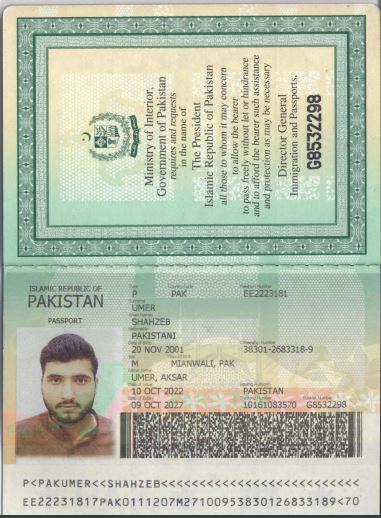 Ministry of Interior,
Government of Pakistan
requires and requests
in the name of
The President
Islamic Republic of Pakistan
all those to whom it may concern
to allow the bearer
to pass freely without let or hindrance
and to afford the bearer such assistance
and protection as may be necessary
Director General
Immigration and Passports.
G8532298
ISLAMIC REPUBLIC OF
PAKISTAN
PASSPORT
Type Country Code Passport Number
P PAK EE2223181
Surname
UMER
Given Names
SHAHZEB
Nationality
PAKISTANI
Date of Birth Citizenship Number
20 NOV 2001 38301-2683318-9
Sex Place of Birth
M MIANWALI, PAK
Father Name
UMER, AKSAR
Date of Issue Issuing Authority
10 OCT 2022 PAKISTAN
Date of Expiry Tracking Number
09 OCT 2027 10161083570 G8532298
P<PAKUMER<<SHAHZEB<<<<<<<<<<<<<<<<<<<<<<<<<<
EE22231817PAK0111207M27100953830126833189<70